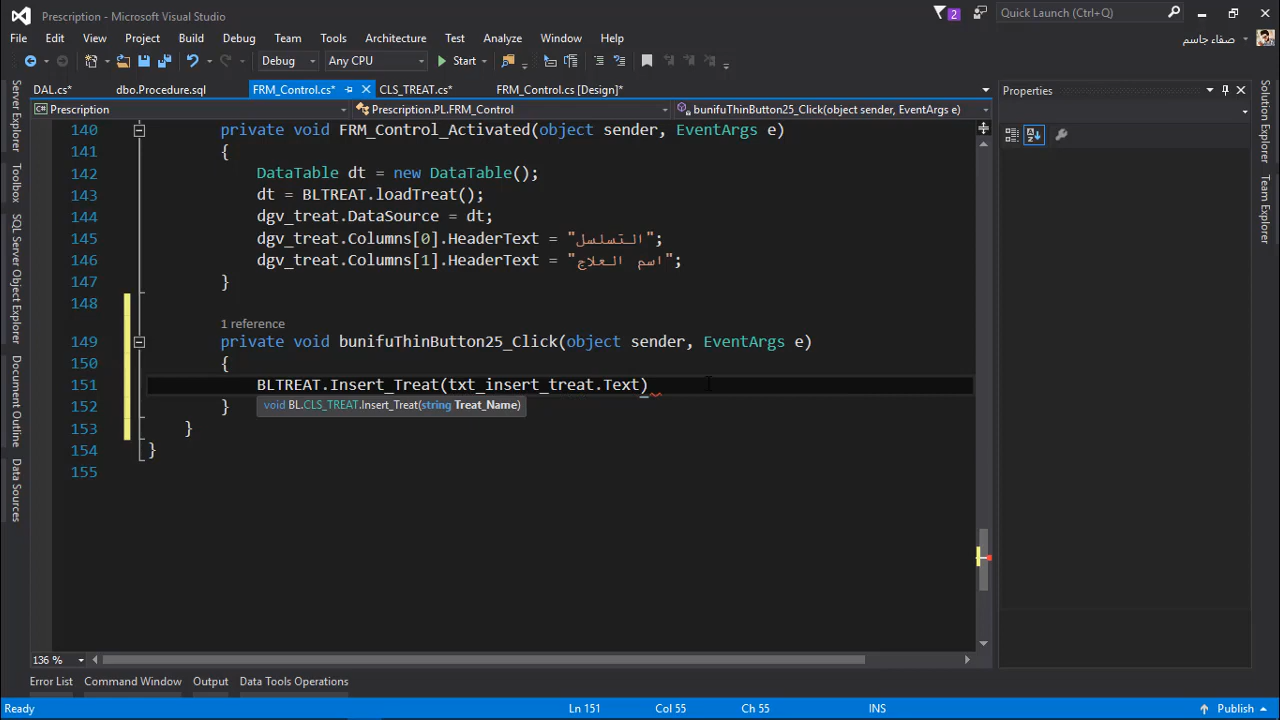 Prescription - Microsoft Visual Studio
2
Quick Launch (Ctrl+Q)
File Edit View Project Build Debug Team Tools Architecture Test Analyze Window Help
صفاء جاسم
Debug Any CPU Start
DAL.cs* dbo.Procedure.sql FRM_Control.cs* CLS_TREAT.cs* FRM_Control.cs [Design]*
Properties
Prescription Prescription.PL.FRM_Control bunifuThinButton25_Click(object sender, EventArgs e)
Server Explorer
Toolbox
SQL Server Object Explorer
Document Outline
Data Sources
Solution Explorer
Team Explorer
140 private void FRM_Control_Activated(object sender, EventArgs e)
141 {
142 DataTable dt = new DataTable();
143 dt = BLTREAT.loadTreat();
144 dgv_treat.DataSource = dt;
145 dgv_treat.Columns[0].HeaderText = "التسلسل";
146 dgv_treat.Columns[1].HeaderText = "اسم العلاج";
147 }
148
1 reference
149 private void bunifuThinButton25_Click(object sender, EventArgs e)
150 {
151 BLTREAT.Insert_Treat(txt_insert_treat.Text)
152 }
void BL.CLS_TREAT.Insert_Treat(string Treat_Name)
153 }
154 }
155
136 %
Error List Command Window Output Data Tools Operations
Ln 151 Col 55 Ch 55 INS Publish